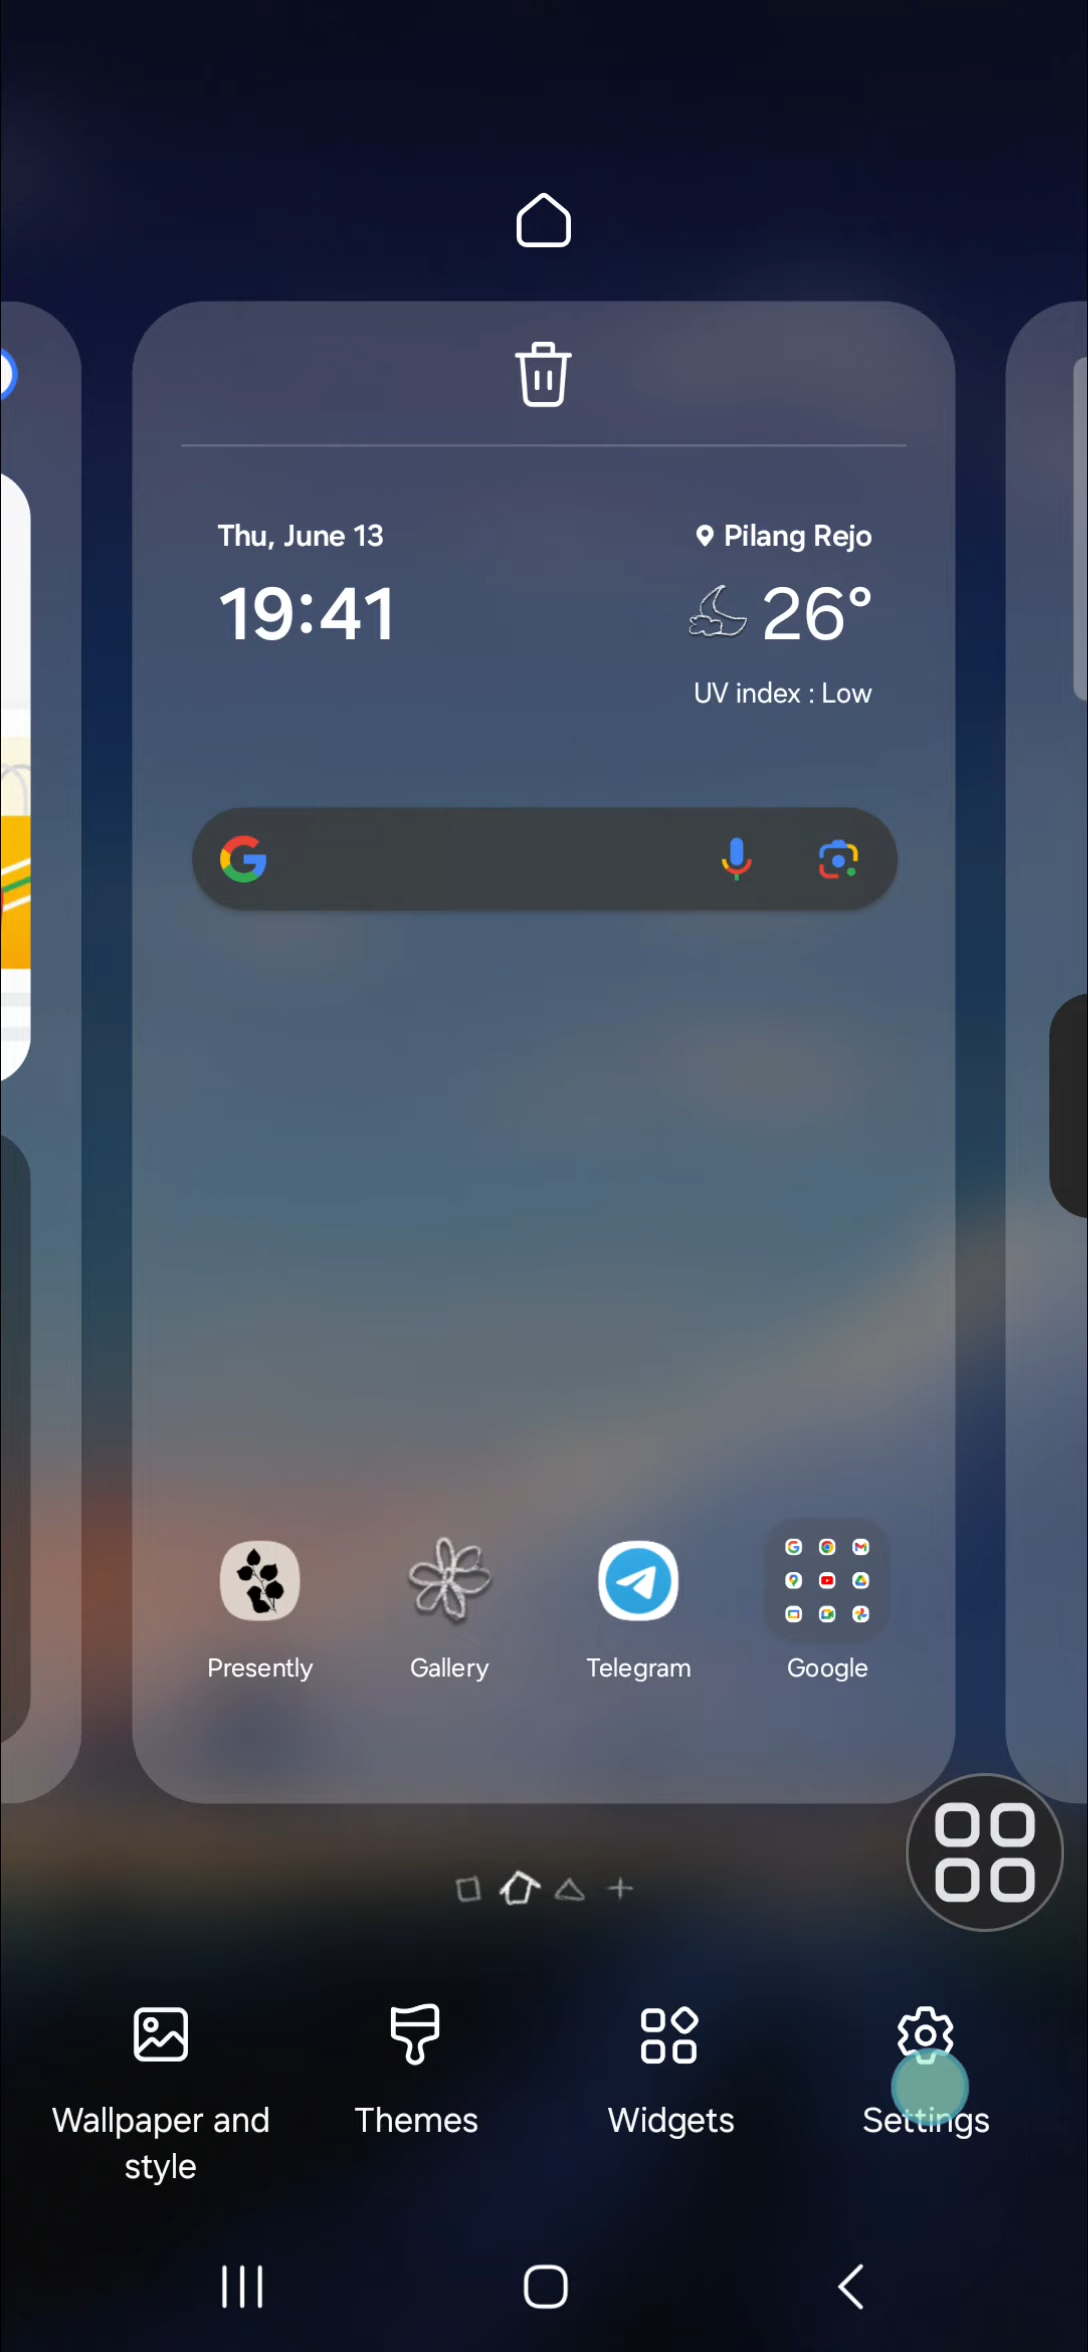 Thu, June 13
Pilang Rejo
19:41
26°
UV index : Low
Presently
Gallery
Telegram
Google
Wallpaper and
style
Themes
Widgets
Settings